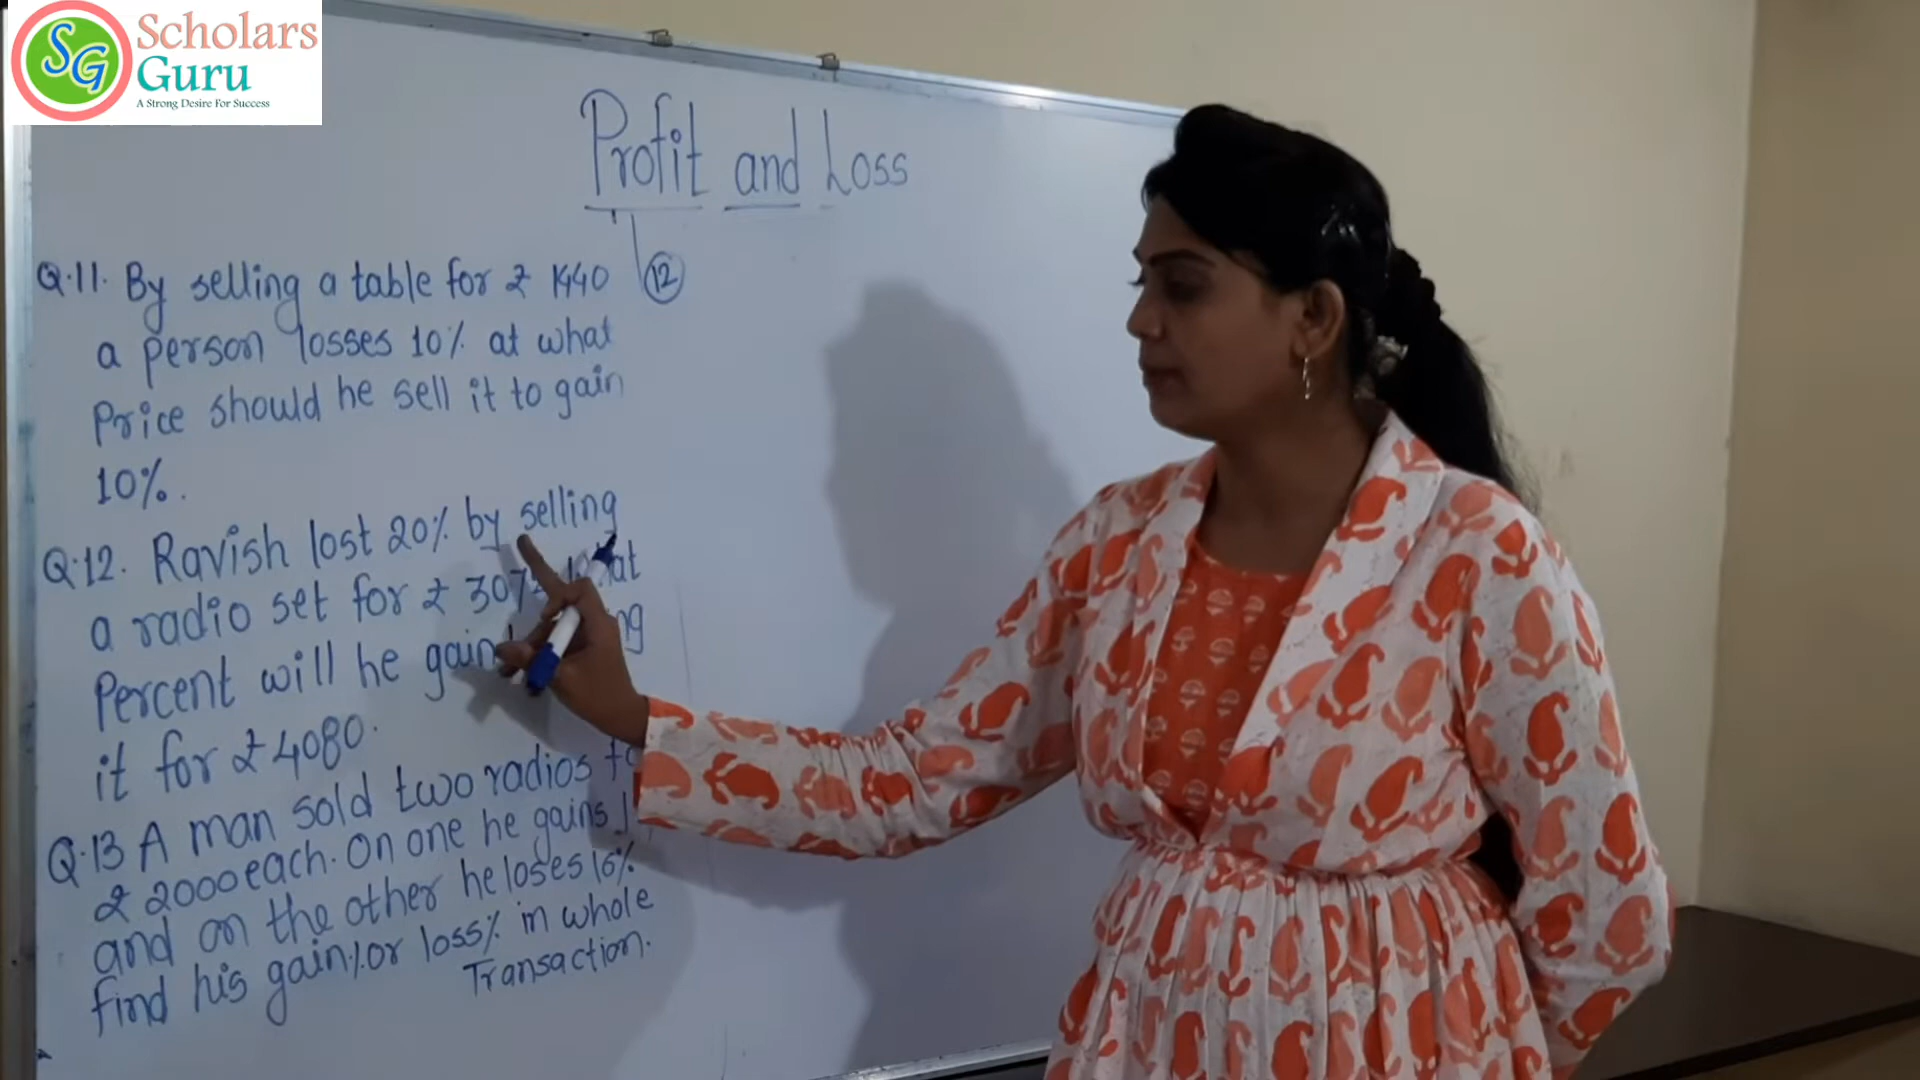 Scholars
Guru
A Strong Desire For Success
SG
Profit and Loss
Q.11. By selling a table for ₹ 1440
a person losses 10% at what
Price should he sell it to gain
10%.
12
Q.12. Ravish lost 20% by selling
a radio set for ₹
Percent will he gain
it for ₹ 4080.
Q.13 A man sold two radios
₹ 2000 each. On one he gains
and on the other he loses 16%
find his gain% or loss% in whole
Transaction.